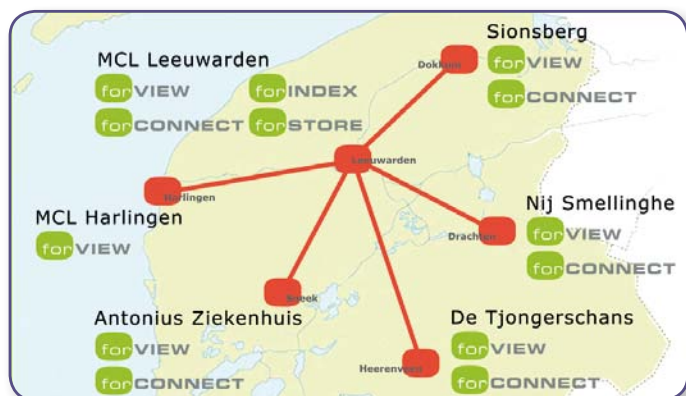 Sionsberg
MCL Leeuwarden
Dokkum
forVIEW
forVIEW forINDEX
forCONNECT
forCONNECT forSTORE
Leeuwarden
Harlingen
MCL Harlingen
forVIEW
Nij Smellinghe
Drachten
forVIEW
forCONNECT
Sneek
Antonius Ziekenhuis
De Tjongerschans
forVIEW
forVIEW
Heerenveen
forCONNECT
forCONNECT